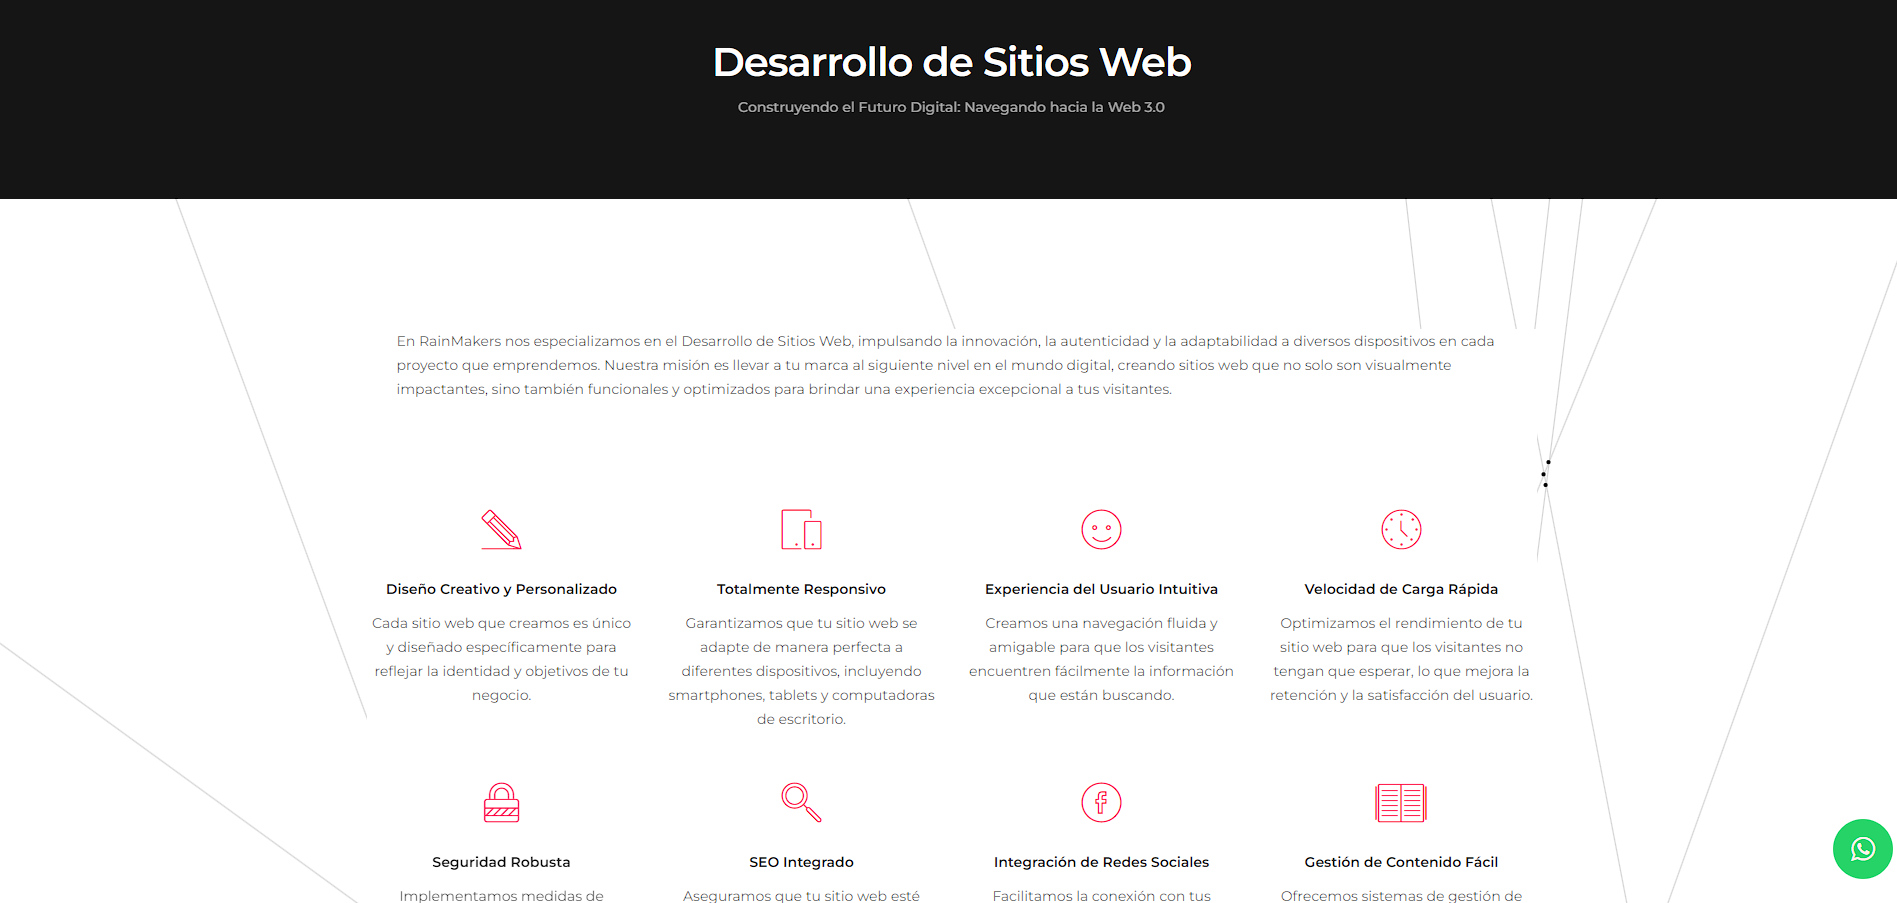 Desarrollo de Sitios Web
Construyendo el Futuro Digital: Navegando hacia la Web 3.0
En RainMakers nos especializamos en el Desarrollo de Sitios Web, impulsando la innovación, la autenticidad y la adaptabilidad a diversos dispositivos en cada
proyecto que emprendemos. Nuestra misión es llevar a tu marca al siguiente nivel en el mundo digital, creando sitios web que no solo son visualmente
impactantes, sino también funcionales y optimizados para brindar una experiencia excepcional a tus visitantes.
Diseño Creativo y Personalizado
Cada sitio web que creamos es único
y diseñado específicamente para
reflejar la identidad y objetivos de tu
negocio.
Totalmente Responsivo
Garantizamos que tu sitio web se
adapte de manera perfecta a
diferentes dispositivos, incluyendo
smartphones, tablets y computadoras
de escritorio.
Experiencia del Usuario Intuitiva
Creamos una navegación fluida y
amigable para que los visitantes
encuentren fácilmente la información
que están buscando.
Velocidad de Carga Rápida
Optimizamos el rendimiento de tu
sitio web para que los visitantes no
tengan que esperar, lo que mejora la
retención y la satisfacción del usuario.
Seguridad Robusta
Implementamos medidas de
SEO Integrado
Aseguramos que tu sitio web esté
Integración de Redes Sociales
Facilitamos la conexión con tus
Gestión de Contenido Fácil
Ofrecemos sistemas de gestión de